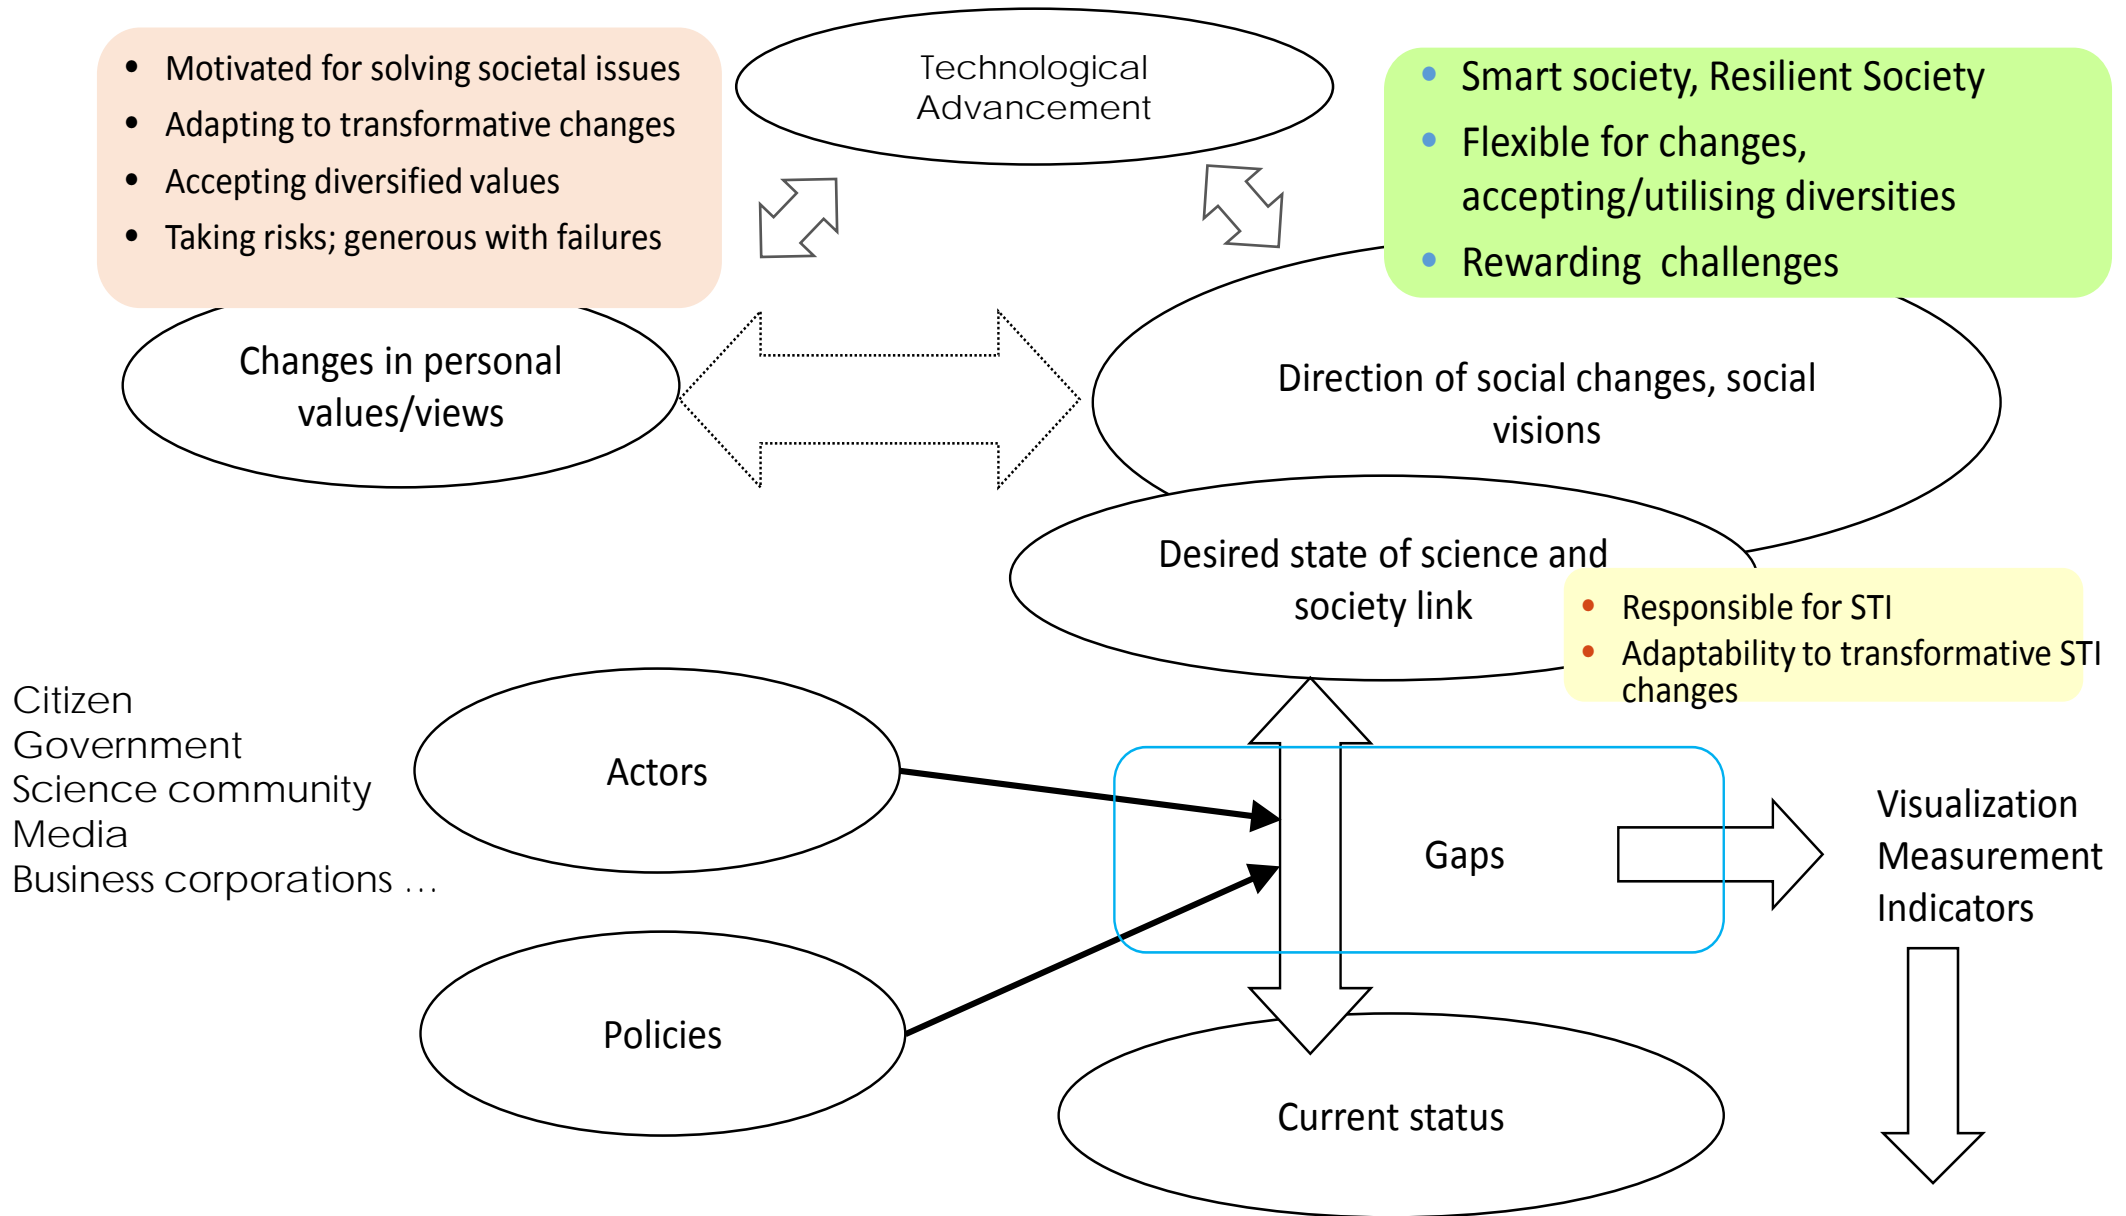 • Motivated for solving societal issues
• Adapting to transformative changes
• Accepting diversified values
• Taking risks; generous with failures
Technological
Advancement
• Smart society, Resilient Society
• Flexible for changes,
accepting/utilising diversities
• Rewarding challenges
Changes in personal
values/views
Direction of social changes, social
visions
Desired state of science and
society link
• Responsible for STI
• Adaptability to transformative STI
changes
Citizen
Government
Science community
Media
Business corporations …
Actors
Gaps
Visualization
Measurement
Indicators
Policies
Current status